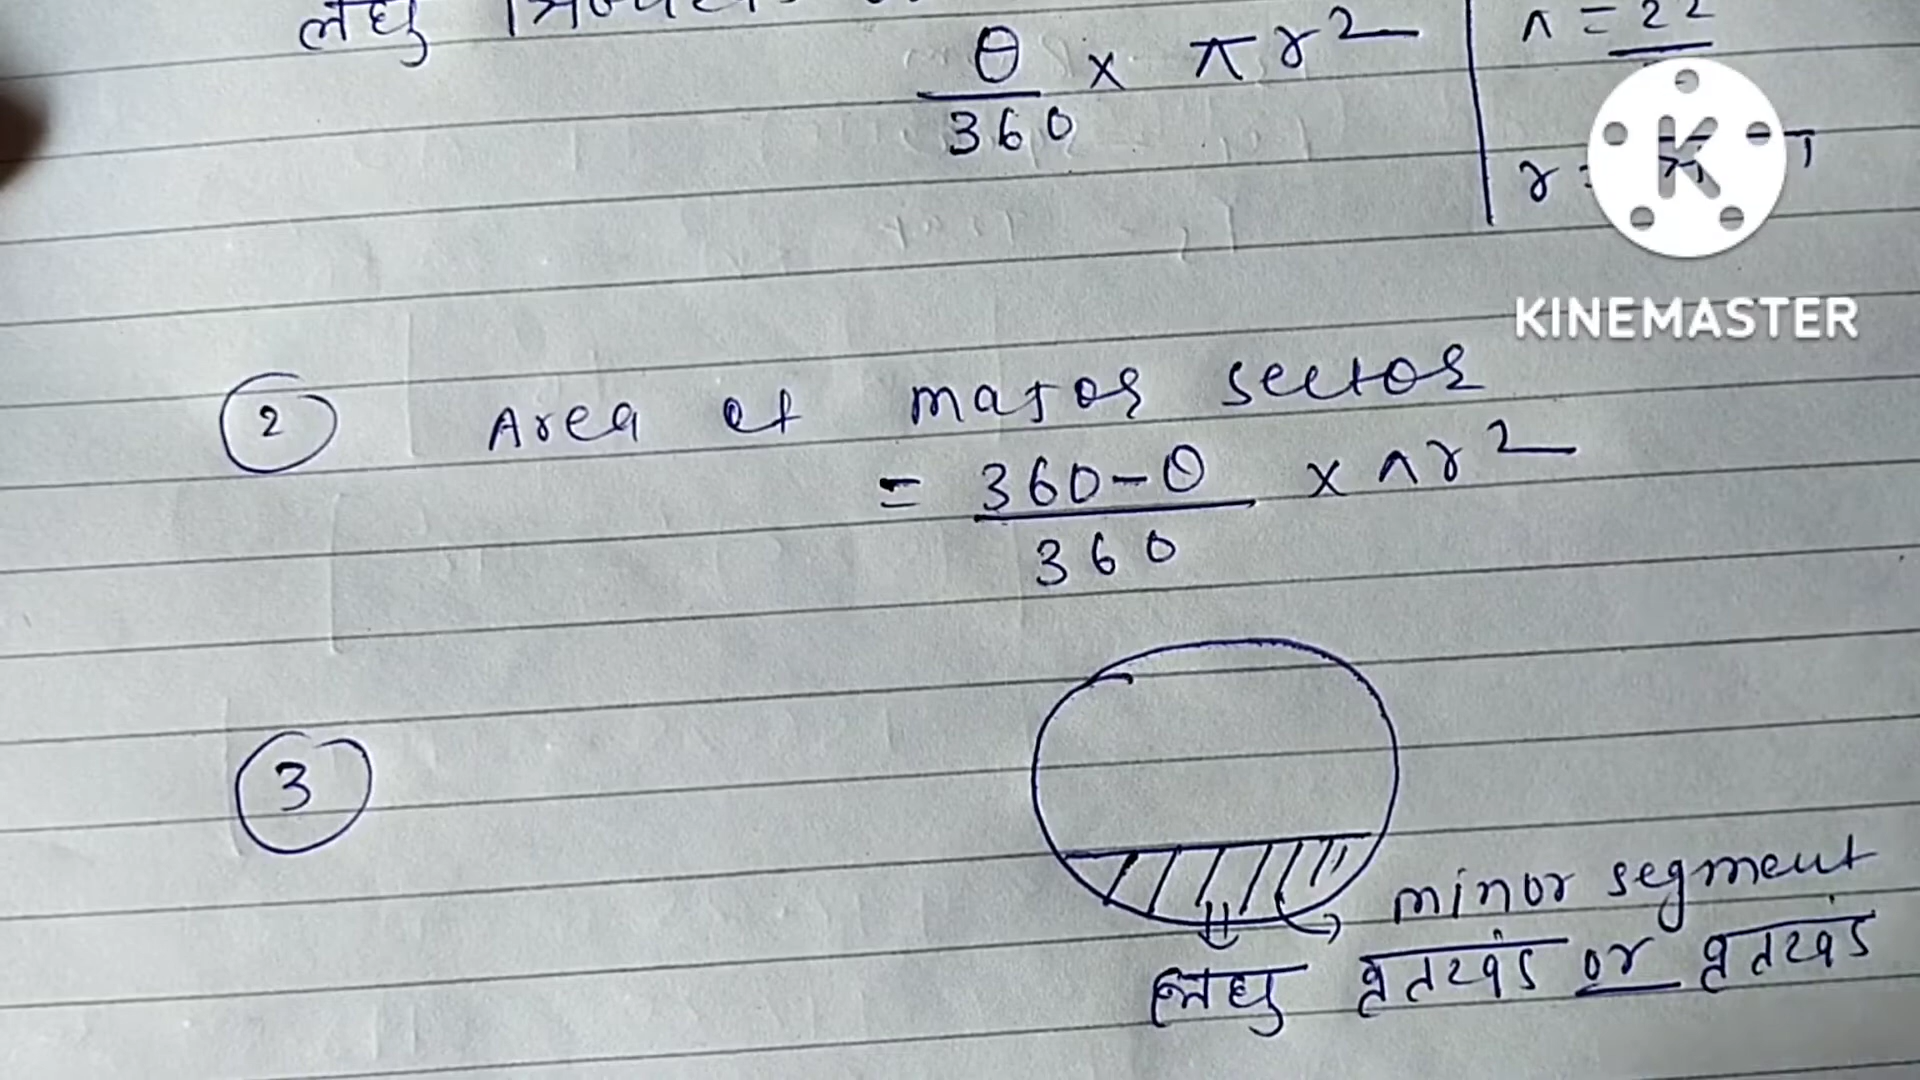 लघु
θ/360 × πr²
π = 22
r =
KINEMASTER
② Area of major sector
= 360-θ/360 × πr²
③
minor segment
लघु वृतखंड or वृतखंड